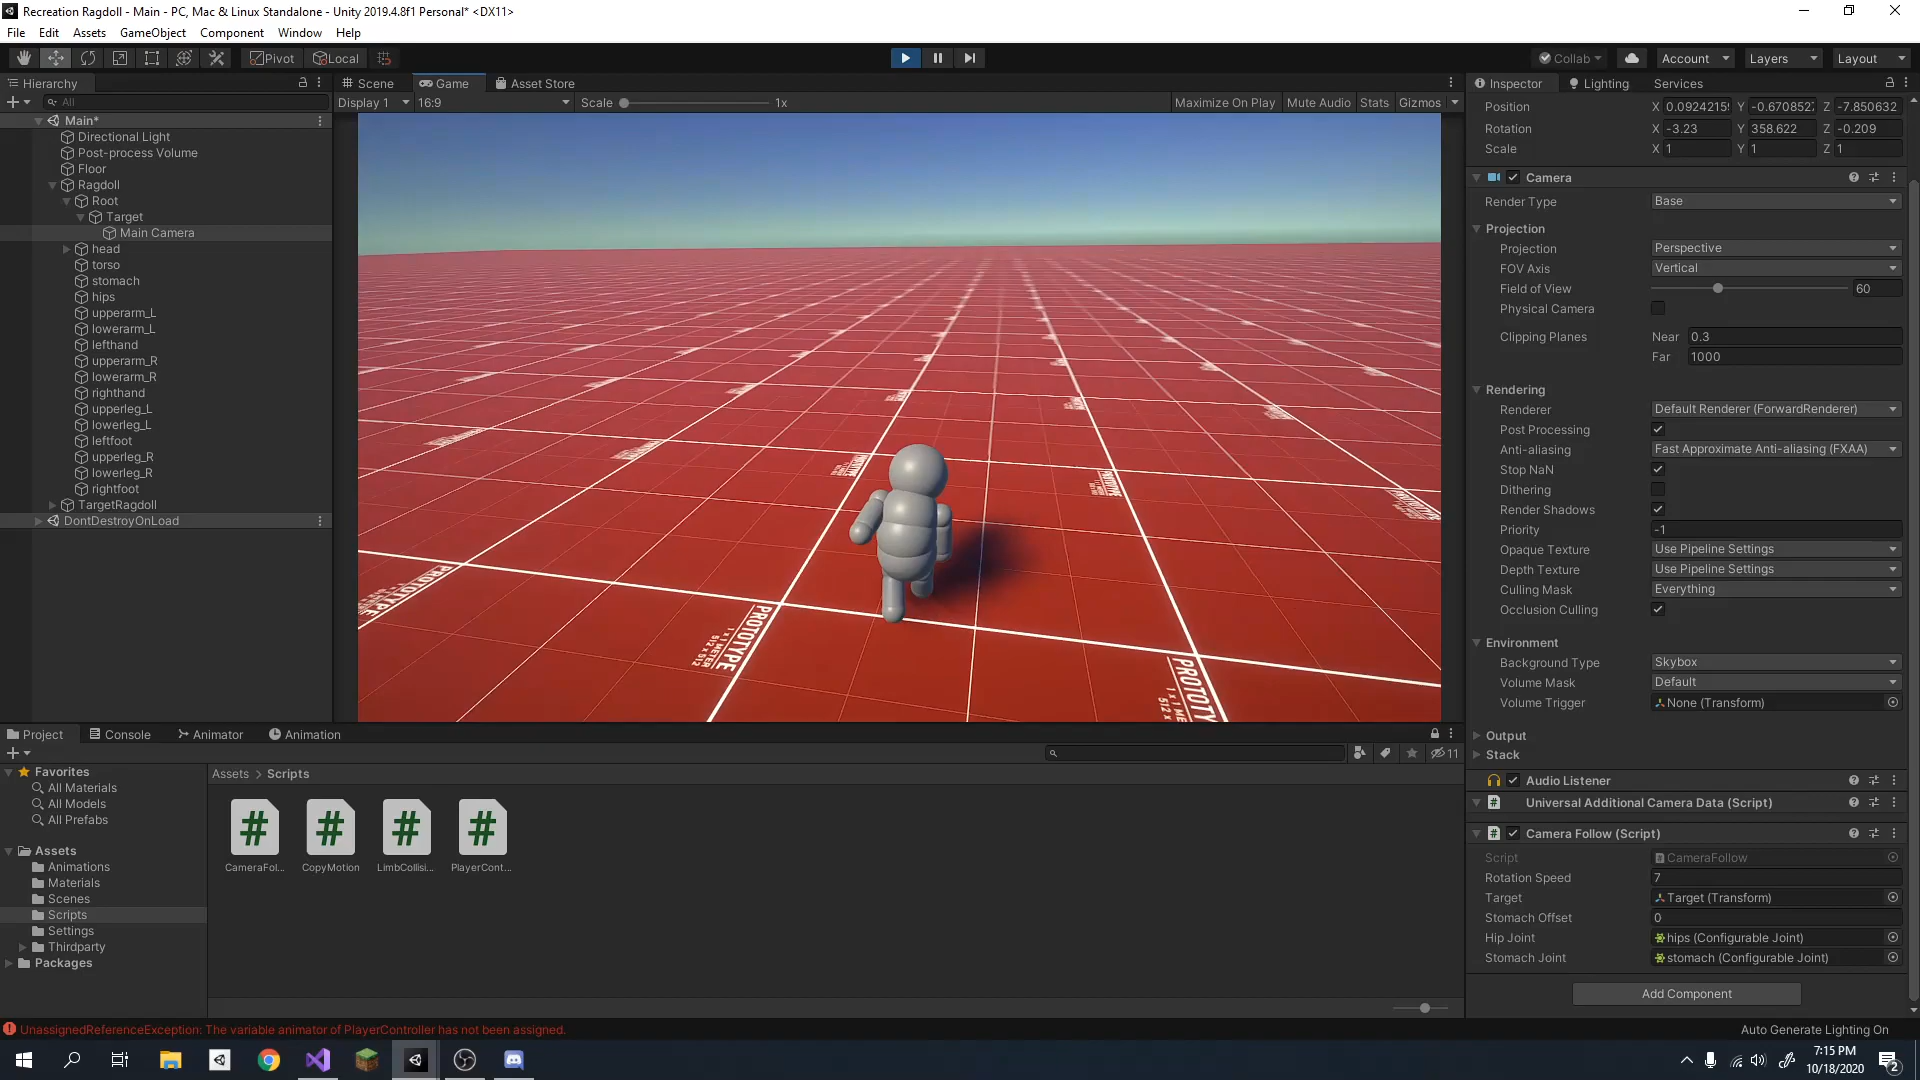 Recreation Ragdoll - Main - PC, Mac & Linux Standalone - Unity 2019.4.8f1 Personal* <DX11>
File Edit Assets GameObject Component Window Help
Pivot Local Collab Account Layers Layout
Hierarchy
All
Main*
Directional Light
Post-process Volume
Floor
Ragdoll
Root
Target
Main Camera
head
torso
stomach
hips
upperarm_L
lowerarm_L
lefthand
upperarm_R
lowerarm_R
righthand
upperleg_L
lowerleg_L
leftfoot
upperleg_R
lowerleg_R
rightfoot
TargetRagdoll
DontDestroyOnLoad
Scene Game Asset Store
Display 1 16:9 Scale 1x Maximize On Play Mute Audio Stats Gizmos
PROTOTYPE
PROTOTYPE
1 x 1 METER
512 x 512
PROTOTY
Inspector Lighting Services
Position X 0.0924215 Y -0.670852 Z -7.850632
Rotation X -3.23 Y 358.622 Z -0.209
Scale X 1 Y 1 Z 1
Camera
Render Type Base
Projection
Projection Perspective
FOV Axis Vertical
Field of View 60
Physical Camera
Clipping Planes Near 0.3
Far 1000
Rendering
Renderer Default Renderer (ForwardRenderer)
Post Processing
Anti-aliasing Fast Approximate Anti-aliasing (FXAA)
Stop NaN
Dithering
Render Shadows
Priority -1
Opaque Texture Use Pipeline Settings
Depth Texture Use Pipeline Settings
Culling Mask Everything
Occlusion Culling
Environment
Background Type Skybox
Volume Mask Default
Volume Trigger None (Transform)
Output
Stack
Audio Listener
Universal Additional Camera Data (Script)
Camera Follow (Script)
Script CameraFollow
Rotation Speed 7
Target Target (Transform)
Stomach Offset 0
Hip Joint hips (Configurable Joint)
Stomach Joint stomach (Configurable Joint)
Add Component
Project Console Animator Animation
11
Favorites
All Materials
All Models
All Prefabs
Assets
Animations
Materials
Scenes
Scripts
Settings
Thirdparty
Packages
Assets > Scripts
CameraFol... CopyMotion LimbCollisi... PlayerCont...
UnassignedReferenceException: The variable animator of PlayerController has not been assigned.
Auto Generate Lighting On
7:15 PM
10/18/2020
2